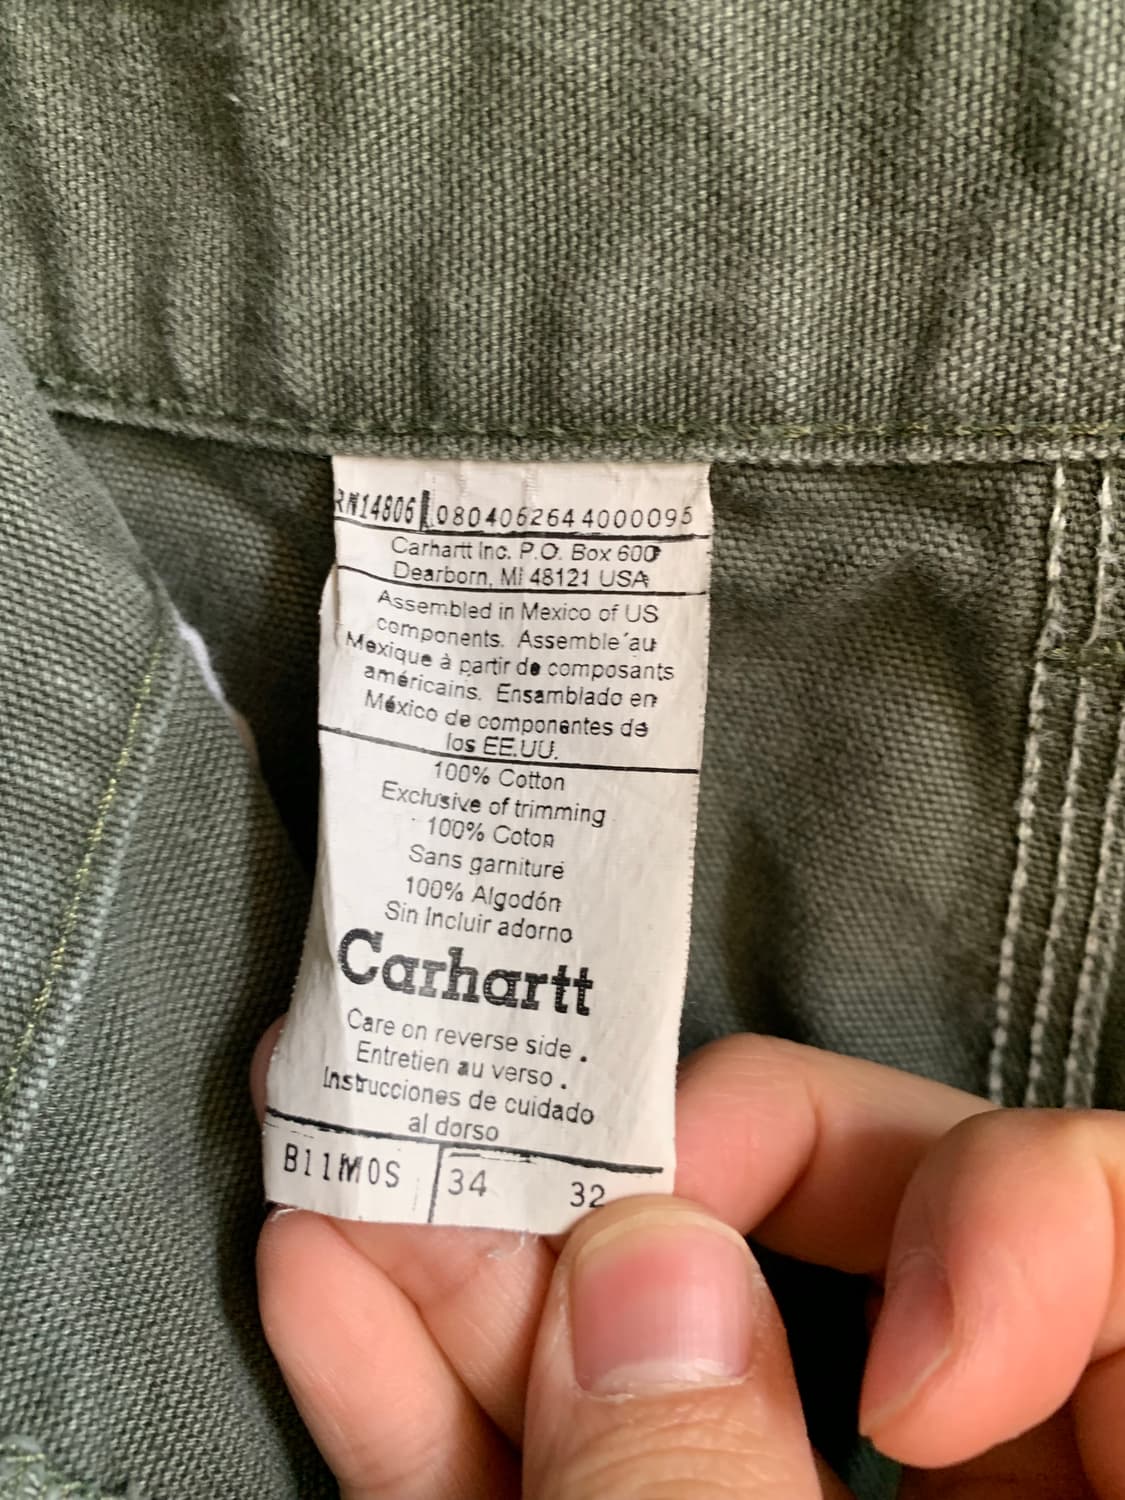 RN14806 0804062644000095
Carhartt Inc. P.O. Box 600
Dearborn, MI 48121 USA
Assembled in Mexico of US
components. Assemble´au
Mexique à partir de composants
américains. Ensamblado en
México de componentes de
los EE.UU.
100% Cotton
Exclusive of trimming
100% Coton
Sans garniture
100% Algodón
Sin Incluir adorno
Carhartt
Care on reverse side .
Entretien au verso .
Instrucciones de cuidado
al dorso
B11MOS 34 32